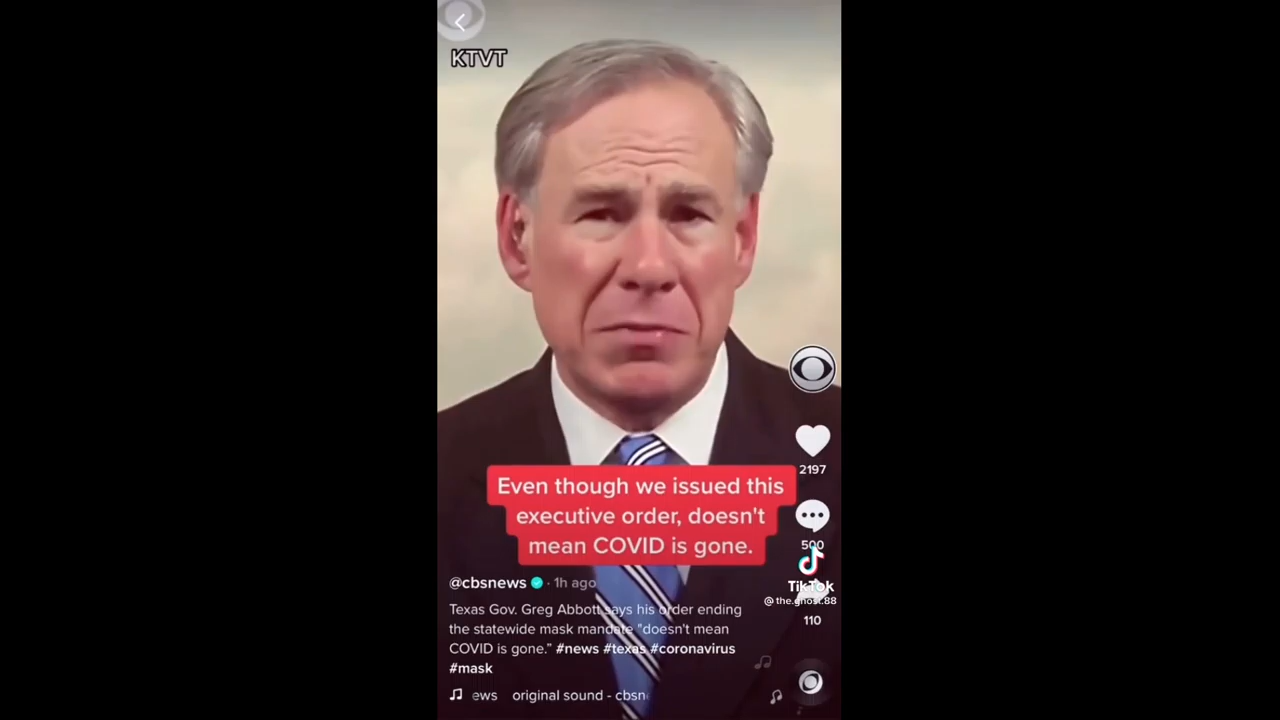 KTVT
Even though we issued this
executive order, doesn't
mean COVID is gone.
2197
500
TikTok
@ the.ghost.88
110
@cbsnews · 1h ago
Texas Gov. Greg Abbott says his order ending
the statewide mask mandate "doesn't mean
COVID is gone." #news #texas #coronavirus
#mask
ews original sound - cbsn